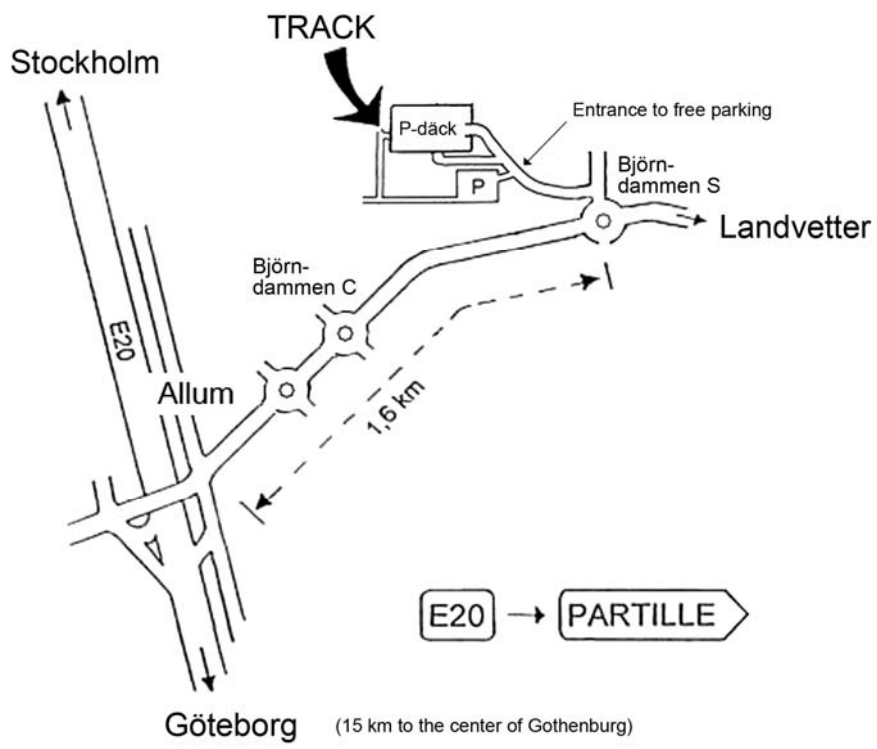 TRACK
Stockholm
Entrance to free parking
P-däck
Björn-
dammen S
P
Landvetter
Björn-
dammen C
E20
Allum
1,6 km
E20
PARTILLE
Göteborg
(15 km to the center of Gothenburg)